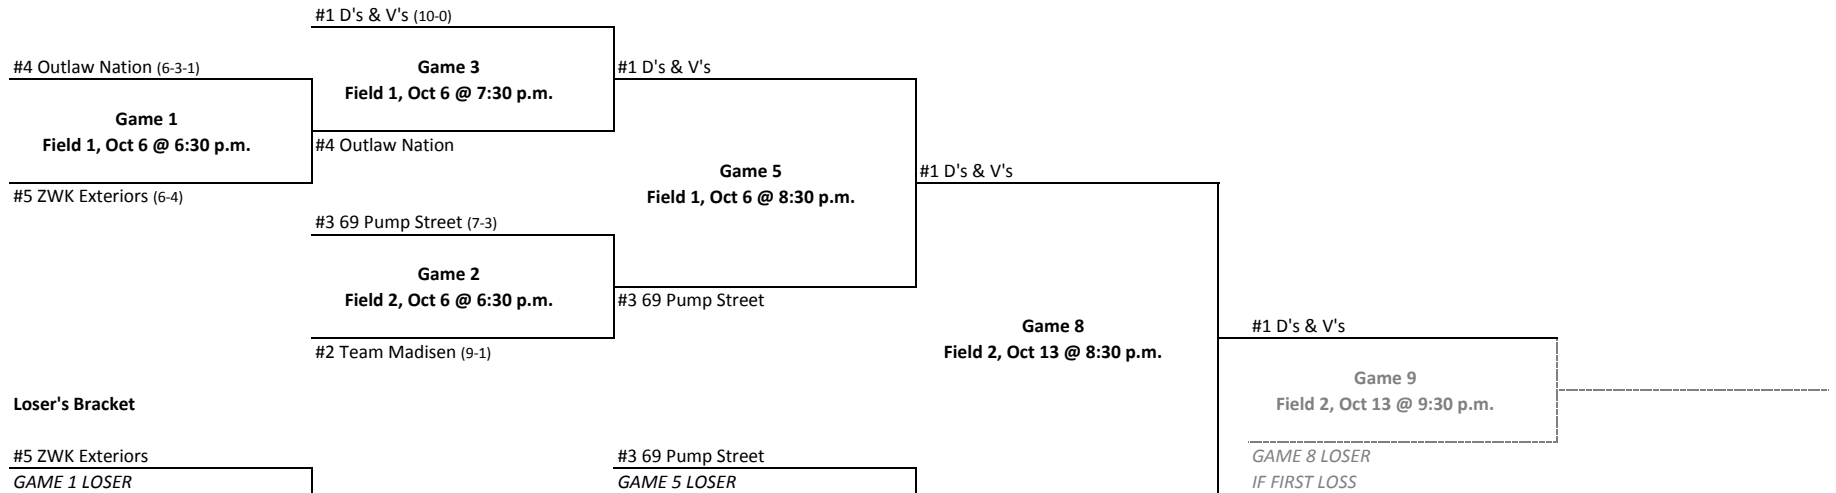 #1 D's & V's (10-0)
#4 Outlaw Nation (6-3-1)
Game 3
#1 D's & V's
Field 1, Oct 6 @ 7:30 p.m.
Game 1
Field 1, Oct 6 @ 6:30 p.m.
#4 Outlaw Nation
Game 5
#1 D's & V's
#5 ZWK Exteriors (6-4)
Field 1, Oct 6 @ 8:30 p.m.
#3 69 Pump Street (7-3)
Game 2
Field 2, Oct 6 @ 6:30 p.m.
#3 69 Pump Street
Game 8
#1 D's & V's
#2 Team Madisen (9-1)
Field 2, Oct 13 @ 8:30 p.m.
Game 9
Loser's Bracket
Field 2, Oct 13 @ 9:30 p.m.
#5 ZWK Exteriors
#3 69 Pump Street
GAME 8 LOSER
GAME 1 LOSER
GAME 5 LOSER
IF FIRST LOSS